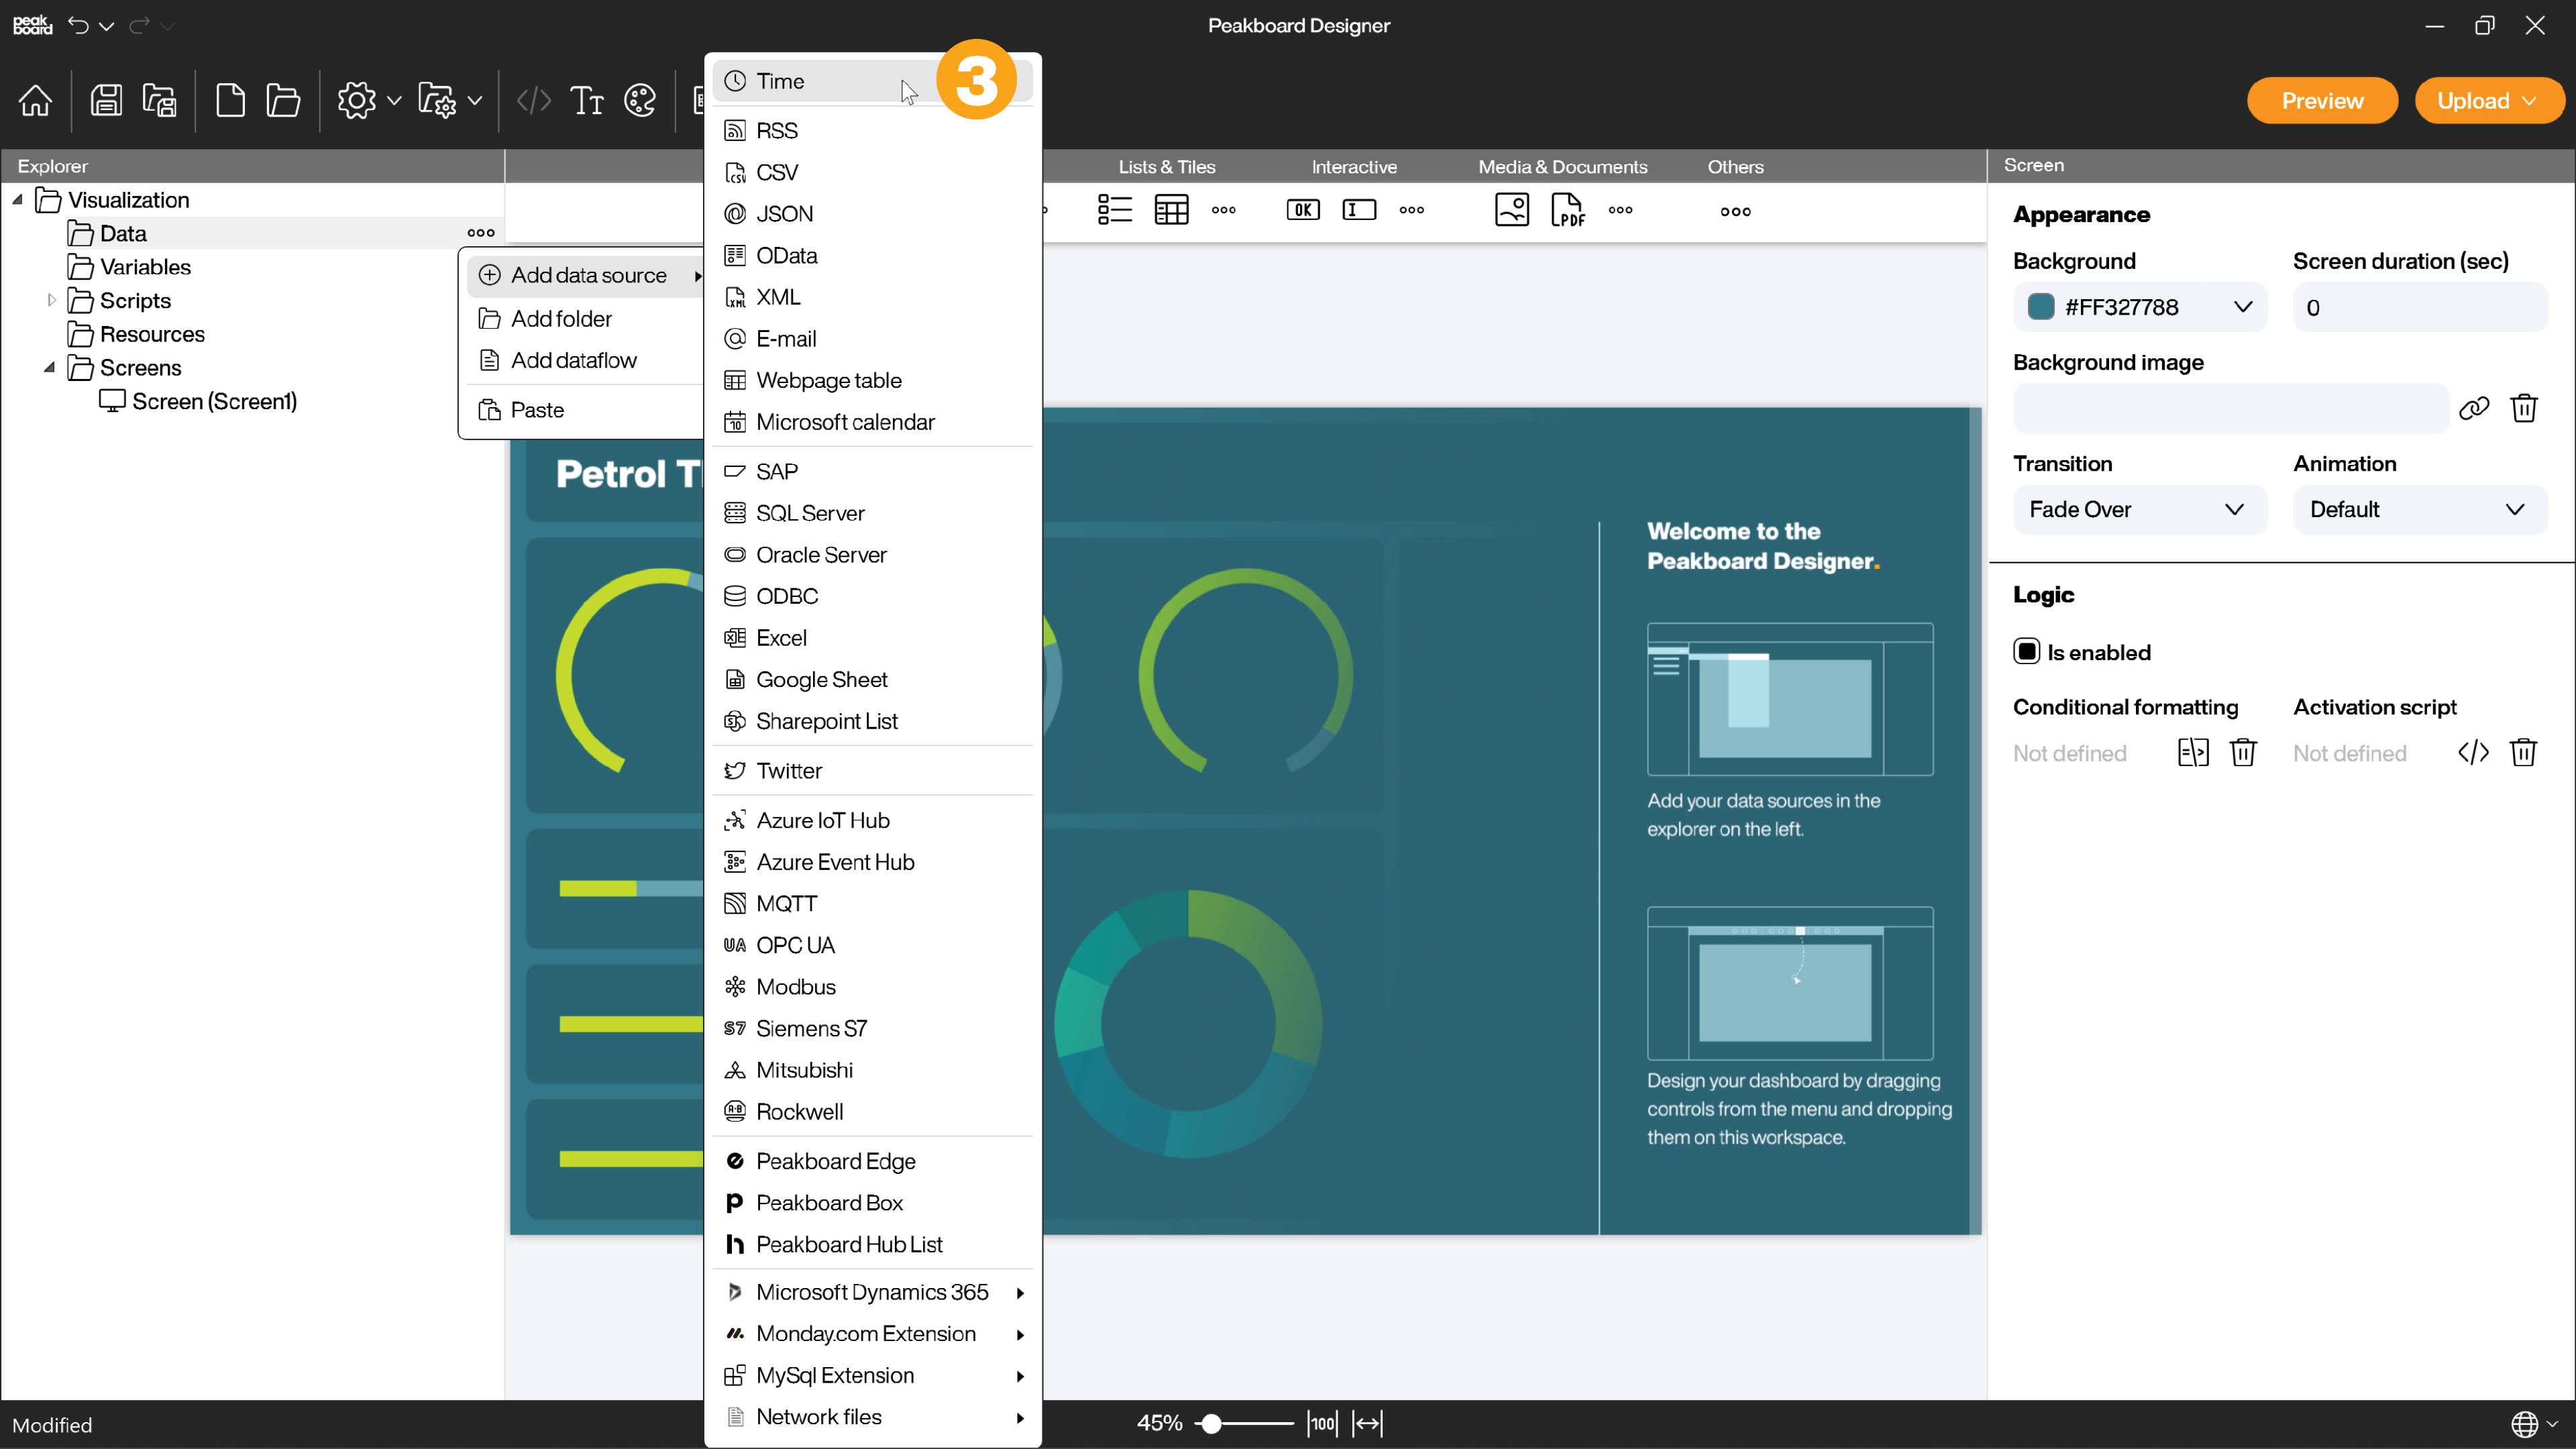 peak
board
Peakboard Designer
Preview
Upload
3
Explorer
Lists & Tiles
Interactive
Media & Documents
Others
Screen
OK
PDF
Visualization
Data
Variables
Scripts
Resources
Screens
Screen (Screen1)
Add data source
Add folder
Add dataflow
Paste
Time
RSS
CSV
JSON
OData
XML
E-mail
Webpage table
Microsoft calendar
SAP
SQL Server
Oracle Server
ODBC
Excel
Google Sheet
Sharepoint List
Twitter
Azure IoT Hub
Azure Event Hub
MQTT
UA OPC UA
Modbus
S7 Siemens S7
Mitsubishi
Rockwell
Peakboard Edge
Peakboard Box
Peakboard Hub List
Microsoft Dynamics 365
Monday.com Extension
MySql Extension
Network files
Petrol T
Welcome to the
Peakboard Designer.
Add your data sources in the
explorer on the left.
Design your dashboard by dragging
controls from the menu and dropping
them on this workspace.
Appearance
Background
Screen duration (sec)
#FF327788
0
Background image
Transition
Animation
Fade Over
Default
Logic
Is enabled
Conditional formatting
Activation script
Not defined
Not defined
Modified
45%
100